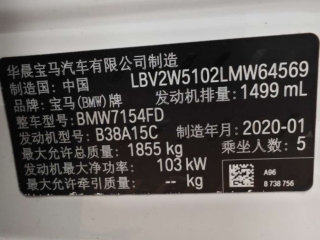 华晨宝马汽车有限公司制造
制造国：中国 LBV2W5102LMW64569
品牌：宝马(BMW)牌 发动机排量：1499 mL
整车型号：BMW7154FD
发动机型号：B38A15C 制造年月：2020-01
最大允许总质量：1855 kg 乘坐人数：5
发动机最大净功率：103 kW
最大允许牵引质量：-- kg
A96
8 738 756